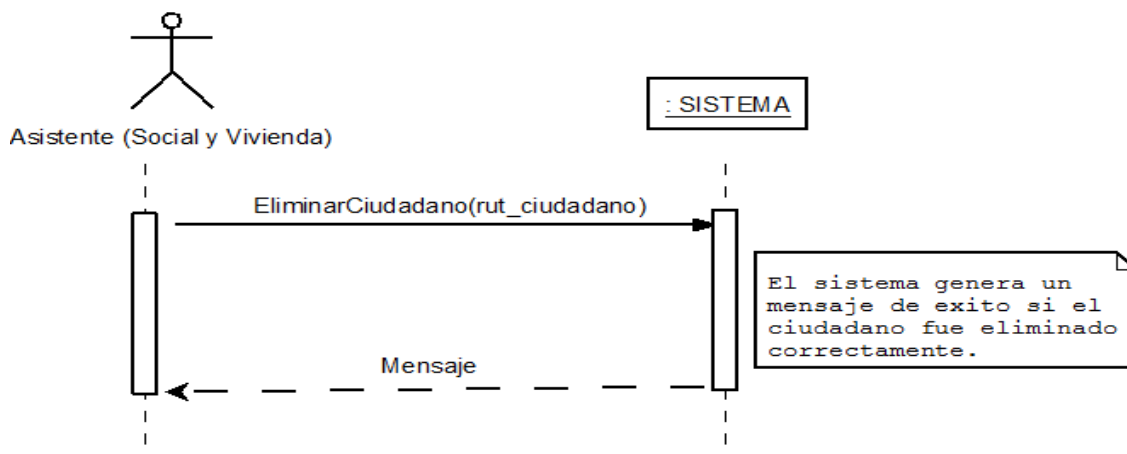 : SISTEMA
Asistente (Social y Vivienda)
EliminarCiudadano(rut_ciudadano)
El sistema genera un
mensaje de exito si el
ciudadano fue eliminado
correctamente.
Mensaje